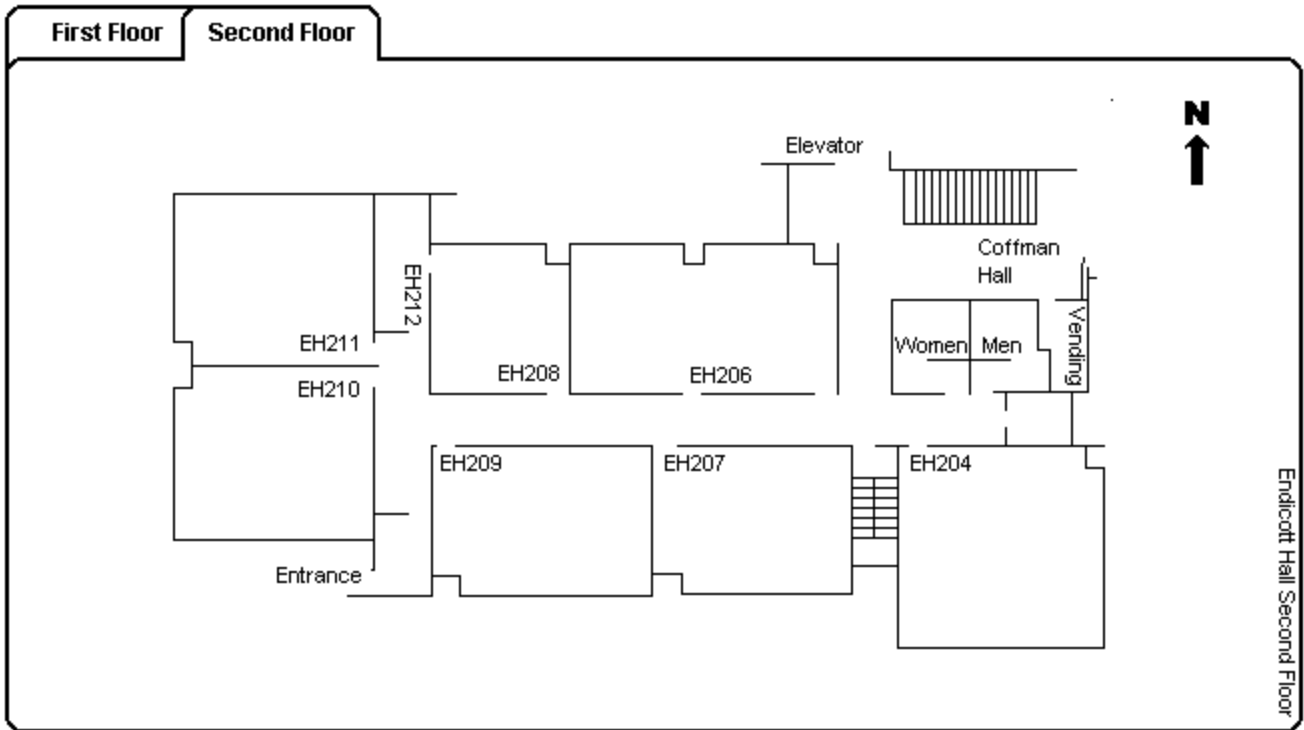 First Floor
Second Floor
N
Elevator
Coffman
Hall
EH212
Vending
Women
Men
EH211
EH208
EH206
EH210
EH209
EH207
EH204
Entrance
Endicott Hall Second Floor